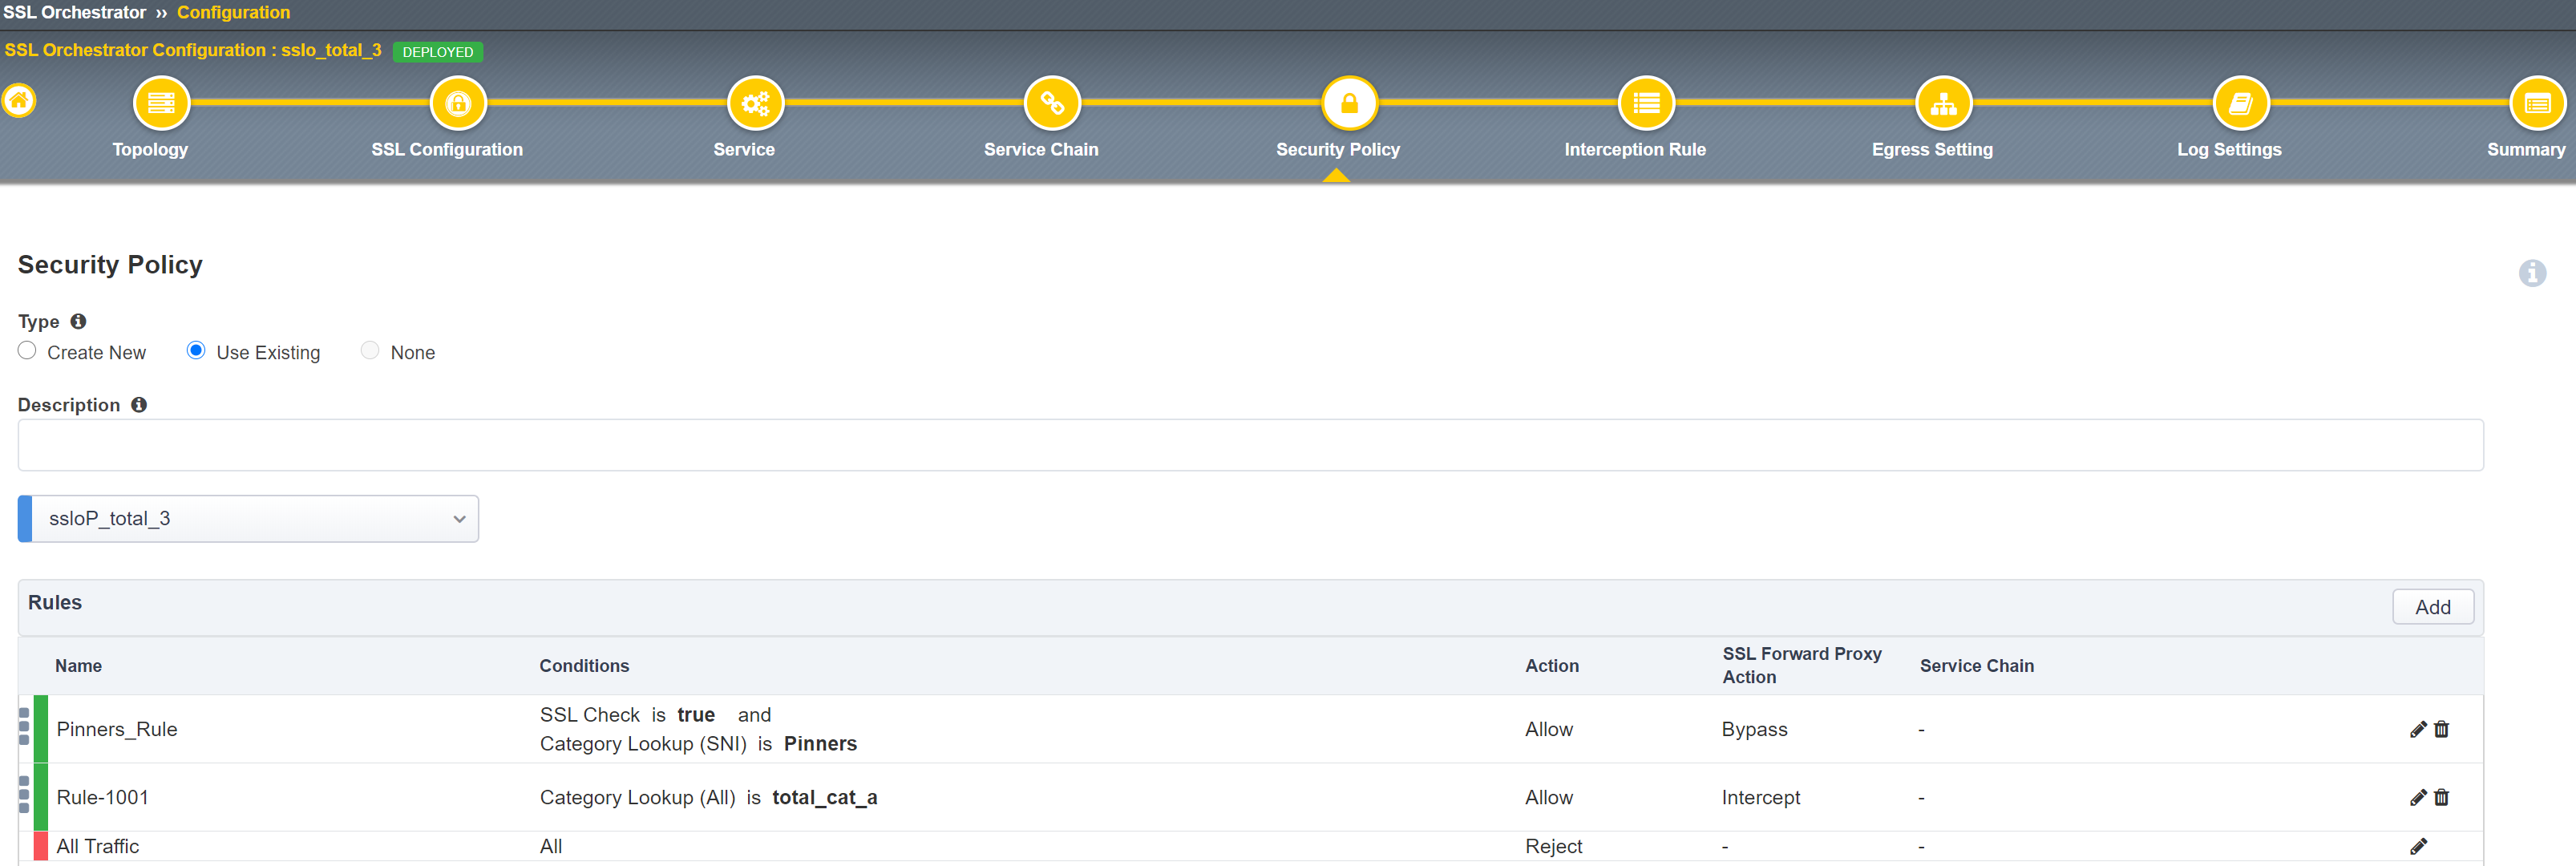 SSL Orchestrator » Configuration
SSL Orchestrator Configuration : sslo_total_3 DEPLOYED
Topology SSL Configuration Service Service Chain Security Policy Interception Rule Egress Setting Log Settings Summary
Security Policy
Type
Create New Use Existing None
Description
ssloP_total_3
Rules Add
Name Conditions Action SSL Forward Proxy Action Service Chain
Pinners_Rule SSL Check is true and
Category Lookup (SNI) is Pinners Allow Bypass -
Rule-1001 Category Lookup (All) is total_cat_a Allow Intercept -
All Traffic All Reject - -